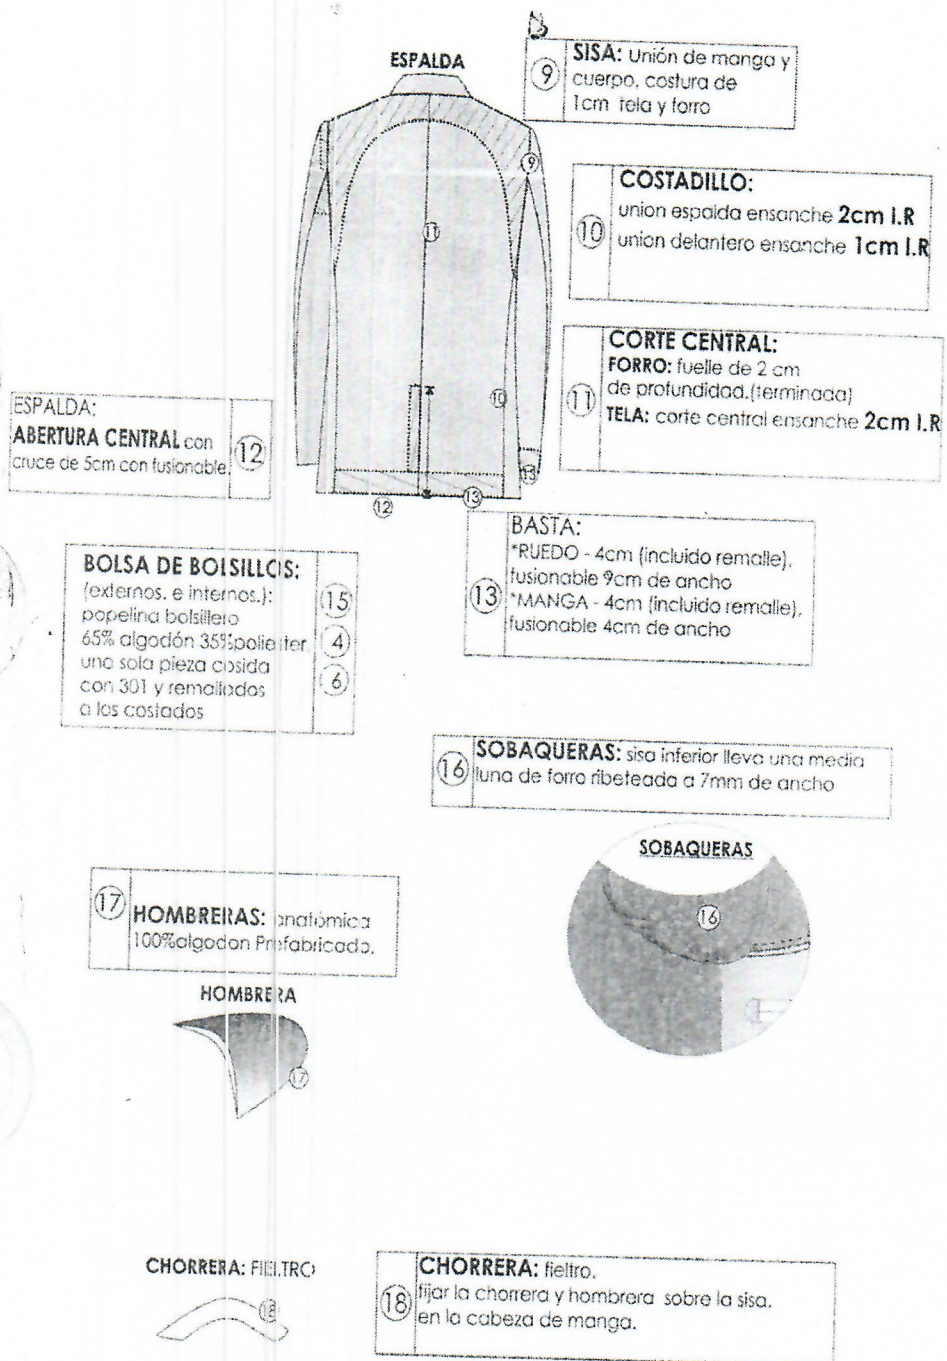 ESPALDA
9
SISA: Unión de manga y
cuerpo, costura de
1cm tela y forro
9
11
10
12
13
13
10
COSTADILLO:
union espalda ensanche 2cm I.R
union delantero ensanche 1cm I.R
11
CORTE CENTRAL:
FORRO: fuelle de 2 cm
de profundidad.(terminada)
TELA: corte central ensanche 2cm I.R
ESPALDA:
ABERTURA CENTRAL con
cruce de 5cm con fusionable.
12
13
BASTA:
*RUEDO - 4cm (incluido remalle).
fusionable 9cm de ancho
*MANGA - 4cm (incluido remalle).
fusionable 4cm de ancho
BOLSA DE BOLSILLOS:
(externos. e internos.):
popelina bolsillero
65% algodón 35%poliester.
una sola pieza cosida
con 301 y remallados
a los costados
15
4
6
16
SOBAQUERAS: sisa inferior lleva una media
luna de forro ribeteada a 7mm de ancho
SOBAQUERAS
16
17
HOMBRERAS: anatómica
100%algodon Prefabricado.
HOMBRERA
17
CHORRERA: FIELTRO
18
18
CHORRERA: fieltro.
fijar la chorrera y hombrera sobre la sisa.
en la cabeza de manga.